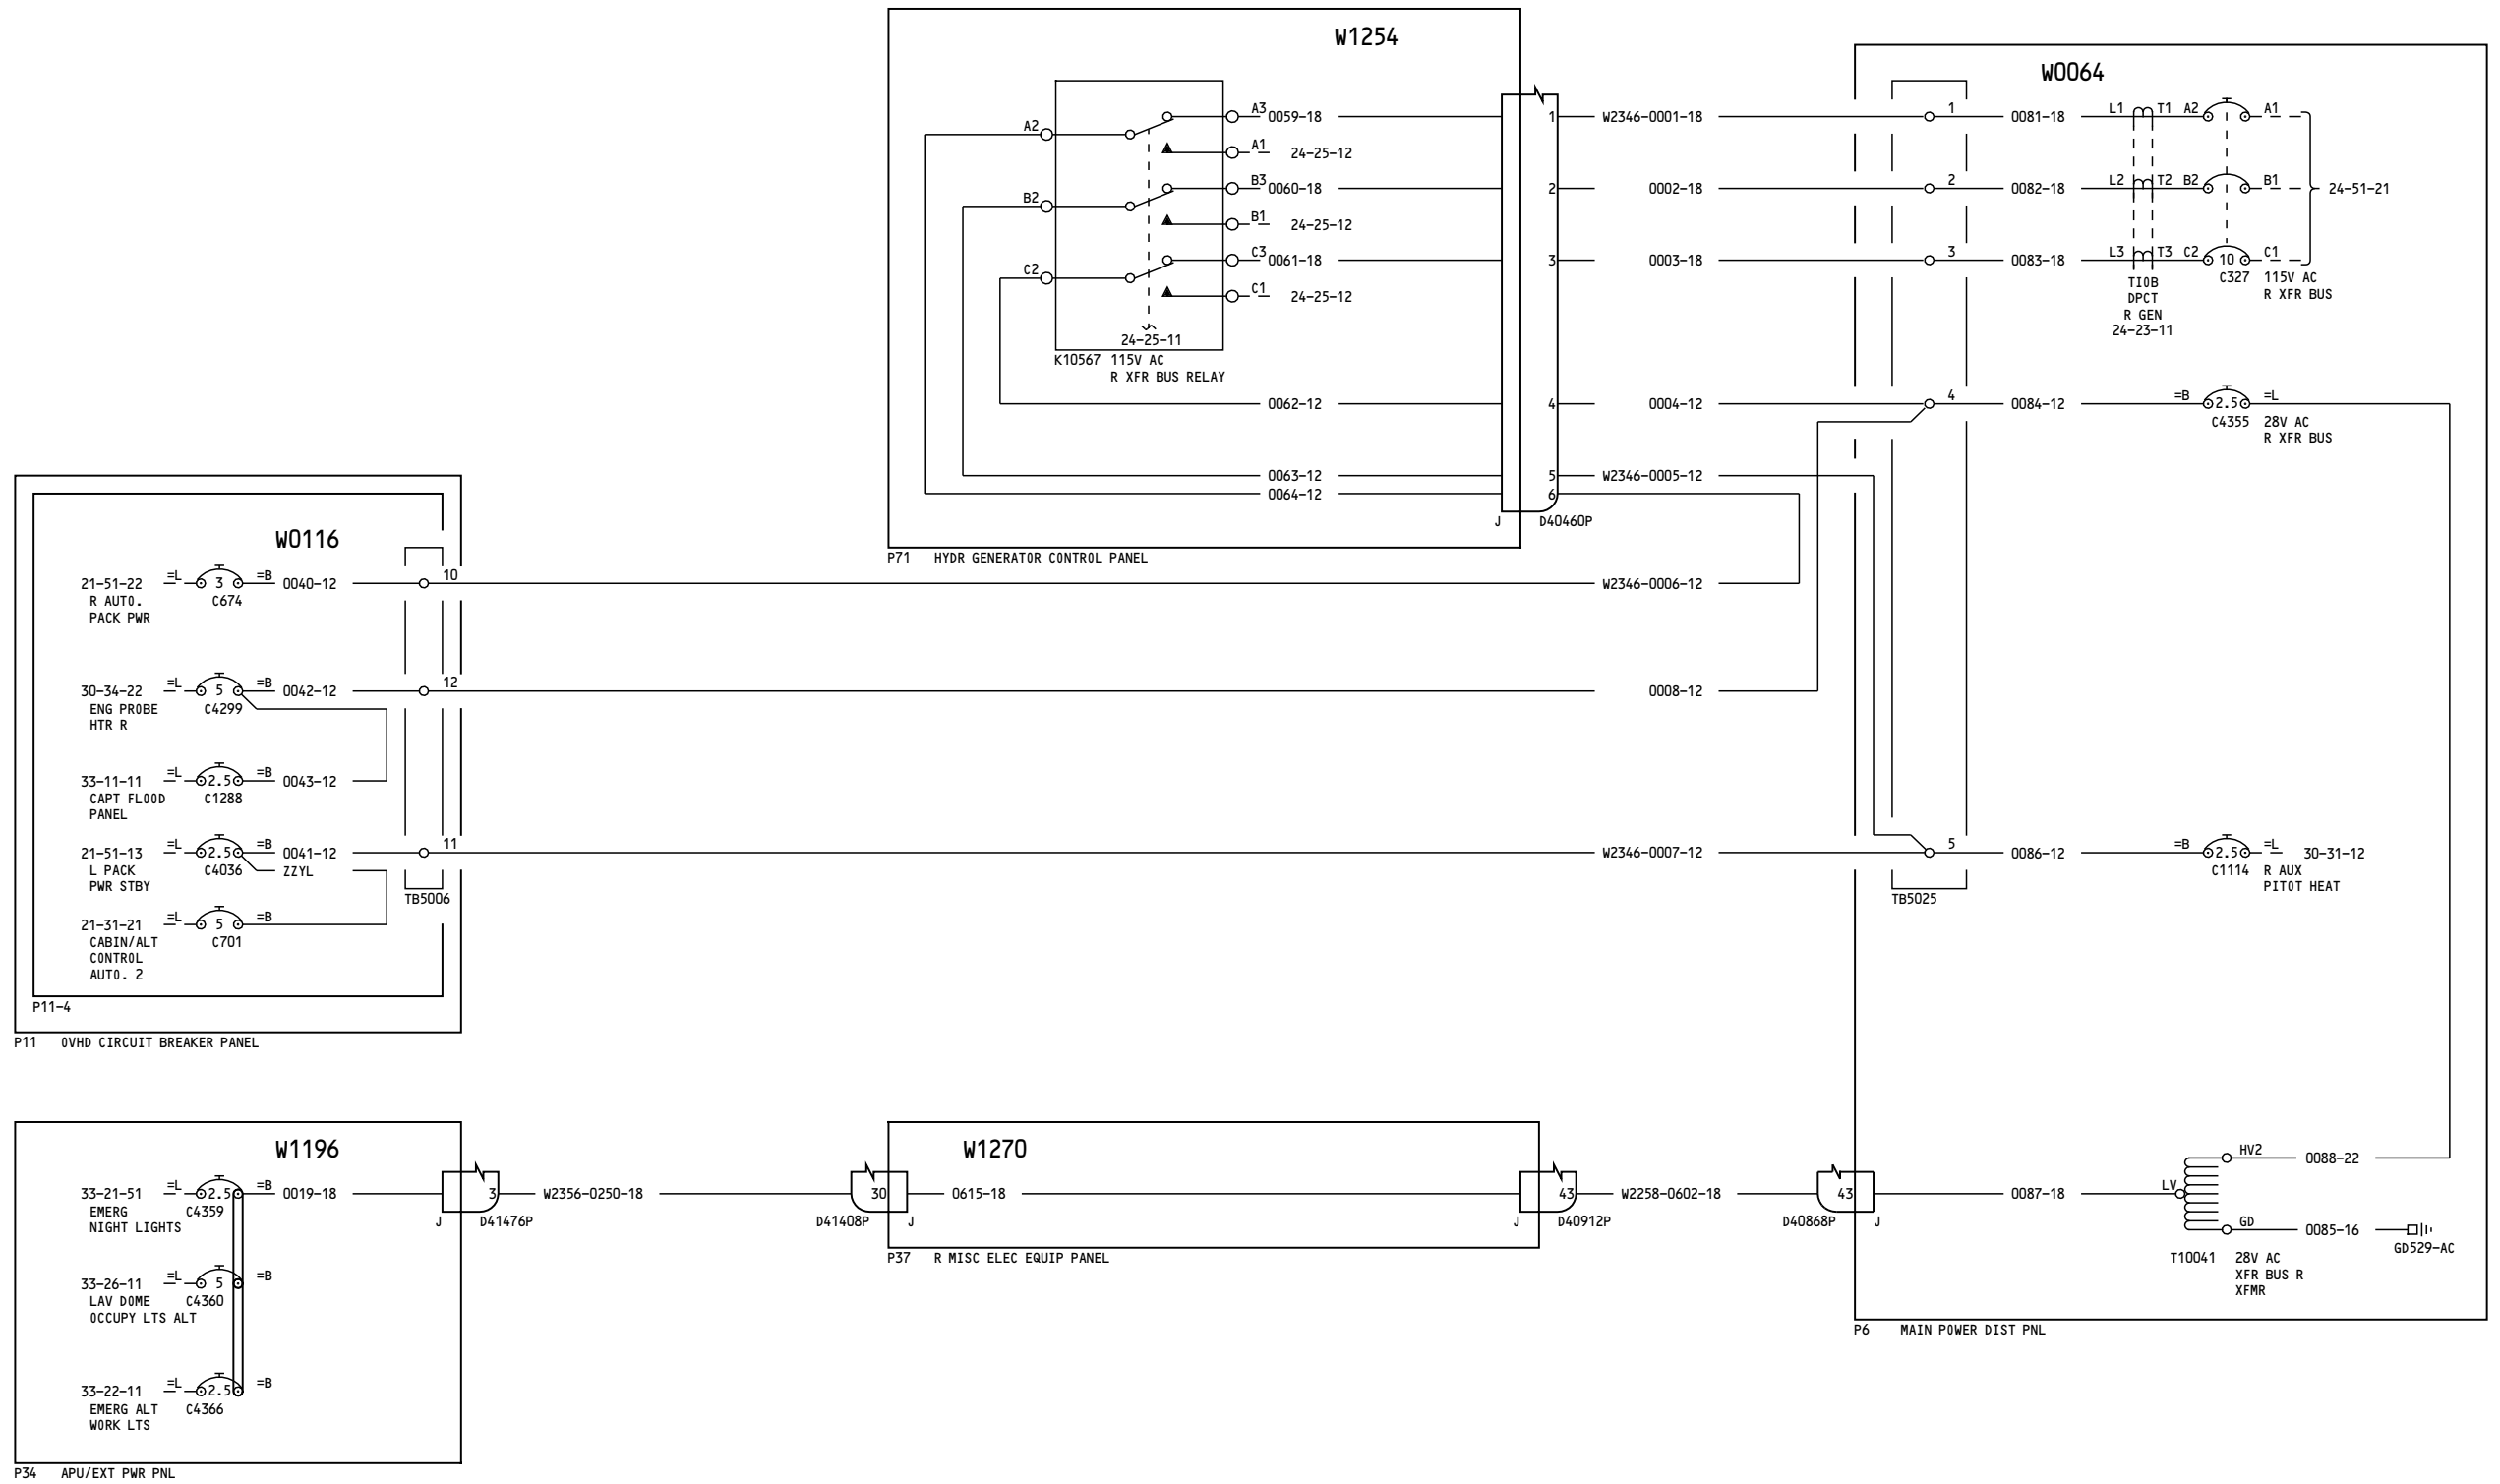 W1254
A2
B2
C2
A3 0059-18
A1 24-25-12
B3 0060-18
B1 24-25-12
C3 0061-18
C1 24-25-12
24-25-11
K10567 115V AC
R XFR BUS RELAY
0062-12
0063-12
0064-12
1
2
3
4
5
6
J D40460P
P71 HYDR GENERATOR CONTROL PANEL
W2346-0001-18
0002-18
0003-18
0004-12
W2346-0005-12
W2346-0006-12
0008-12
W2346-0007-12
W0064
1 0081-18 L1 T1 A2 A1
2 0082-18 L2 T2 B2 B1 24-51-21
3 0083-18 L3 T3 C2 10 C1
TIOB
DPCT
R GEN
24-23-11
C327 115V AC
R XFR BUS
4 0084-12 =B 2.5 =L
C4355 28V AC
R XFR BUS
5 0086-12 =B 2.5 =L 30-31-12
C1114 R AUX
PITOT HEAT
TB5025
HV2 0088-22
LV
0087-18
GD 0085-16
GD529-AC
T10041 28V AC
XFR BUS R
XFMR
P6 MAIN POWER DIST PNL
W0116
21-51-22 =L 3 =B 0040-12 10
R AUTO. C674
PACK PWR
30-34-22 =L 5 =B 0042-12 12
ENG PROBE C4299
HTR R
33-11-11 =L 2.5 =B 0043-12
CAPT FLOOD C1288
PANEL
21-51-13 =L 2.5 =B 0041-12 11
L PACK C4036 ZZYL
PWR STBY
TB5006
21-31-21 =L 5 =B
CABIN/ALT C701
CONTROL
AUTO. 2
P11-4
P11 OVHD CIRCUIT BREAKER PANEL
W1196
33-21-51 =L 2.5 =B 0019-18 3
EMERG C4359
NIGHT LIGHTS
J D41476P
33-26-11 =L 5 =B
LAV DOME C4360
OCCUPY LTS ALT
33-22-11 =L 2.5 =B
EMERG ALT C4366
WORK LTS
P34 APU/EXT PWR PNL
W2356-0250-18
W1270
30 0615-18 43
D41408P J
J D40912P
P37 R MISC ELEC EQUIP PANEL
W2258-0602-18
43
D40868P J